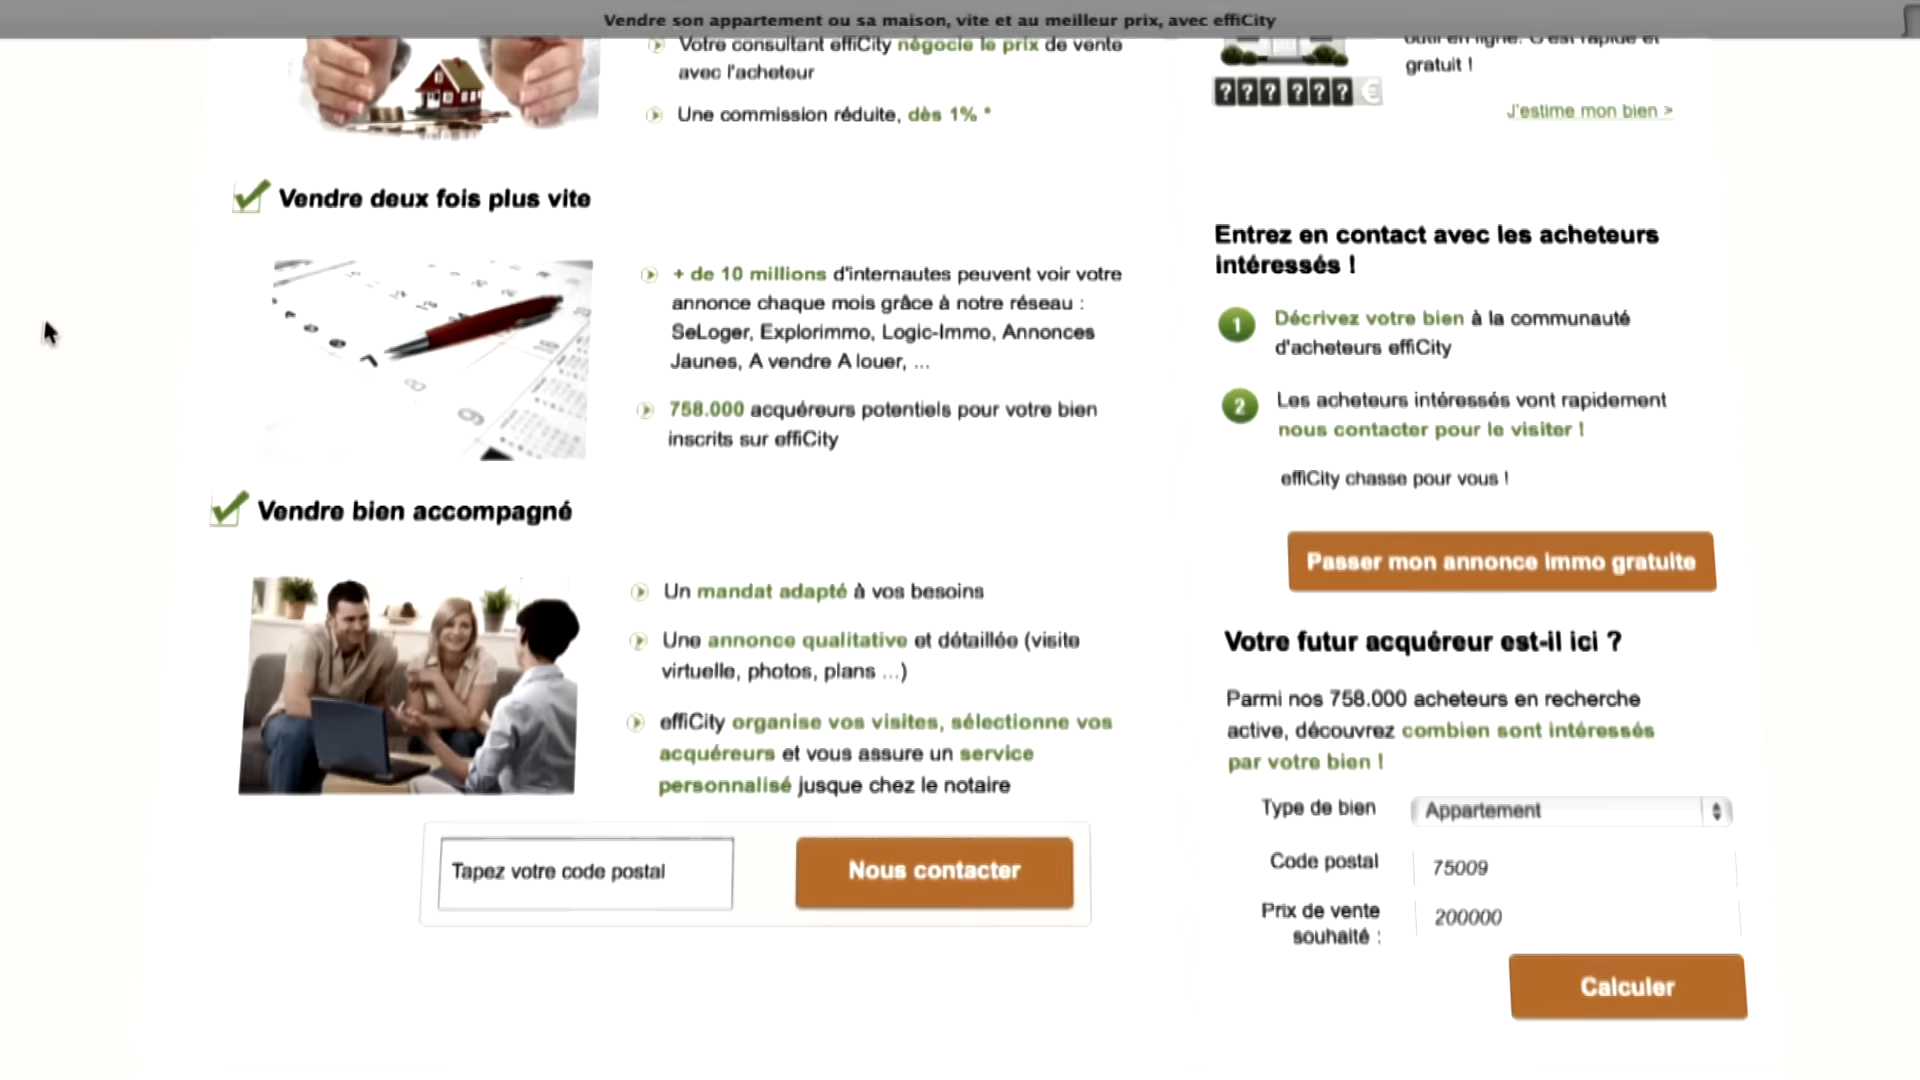 Vendre son appartement ou sa maison, vite et au meilleur prix, avec effiCity
Votre consultant effiCity négocie le prix de vente
avec l'acheteur
Une commission réduite, dès 1% *
Vendre deux fois plus vite
+ de 10 millions d'internautes peuvent voir votre
annonce chaque mois grâce à notre réseau :
SeLoger, Explorimmo, Logic-Immo, Annonces
Jaunes, A vendre A louer, ...
758.000 acquéreurs potentiels pour votre bien
inscrits sur effiCity
Vendre bien accompagné
Un mandat adapté à vos besoins
Une annonce qualitative et détaillée (visite
virtuelle, photos, plans ...)
effiCity organise vos visites, sélectionne vos
acquéreurs et vous assure un service
personnalisé jusque chez le notaire
Tapez votre code postal
Nous contacter
outil en ligne. C'est rapide et
gratuit !
? ? ? ? ? ? €
J'estime mon bien >
Entrez en contact avec les acheteurs
intéressés !
1 Décrivez votre bien à la communauté
d'acheteurs effiCity
2 Les acheteurs intéressés vont rapidement
nous contacter pour le visiter !
effiCity chasse pour vous !
Passer mon annonce immo gratuite
Votre futur acquéreur est-il ici ?
Parmi nos 758.000 acheteurs en recherche
active, découvrez combien sont intéressés
par votre bien !
Type de bien Appartement
Code postal 75009
Prix de vente 200000
souhaité :
Calculer